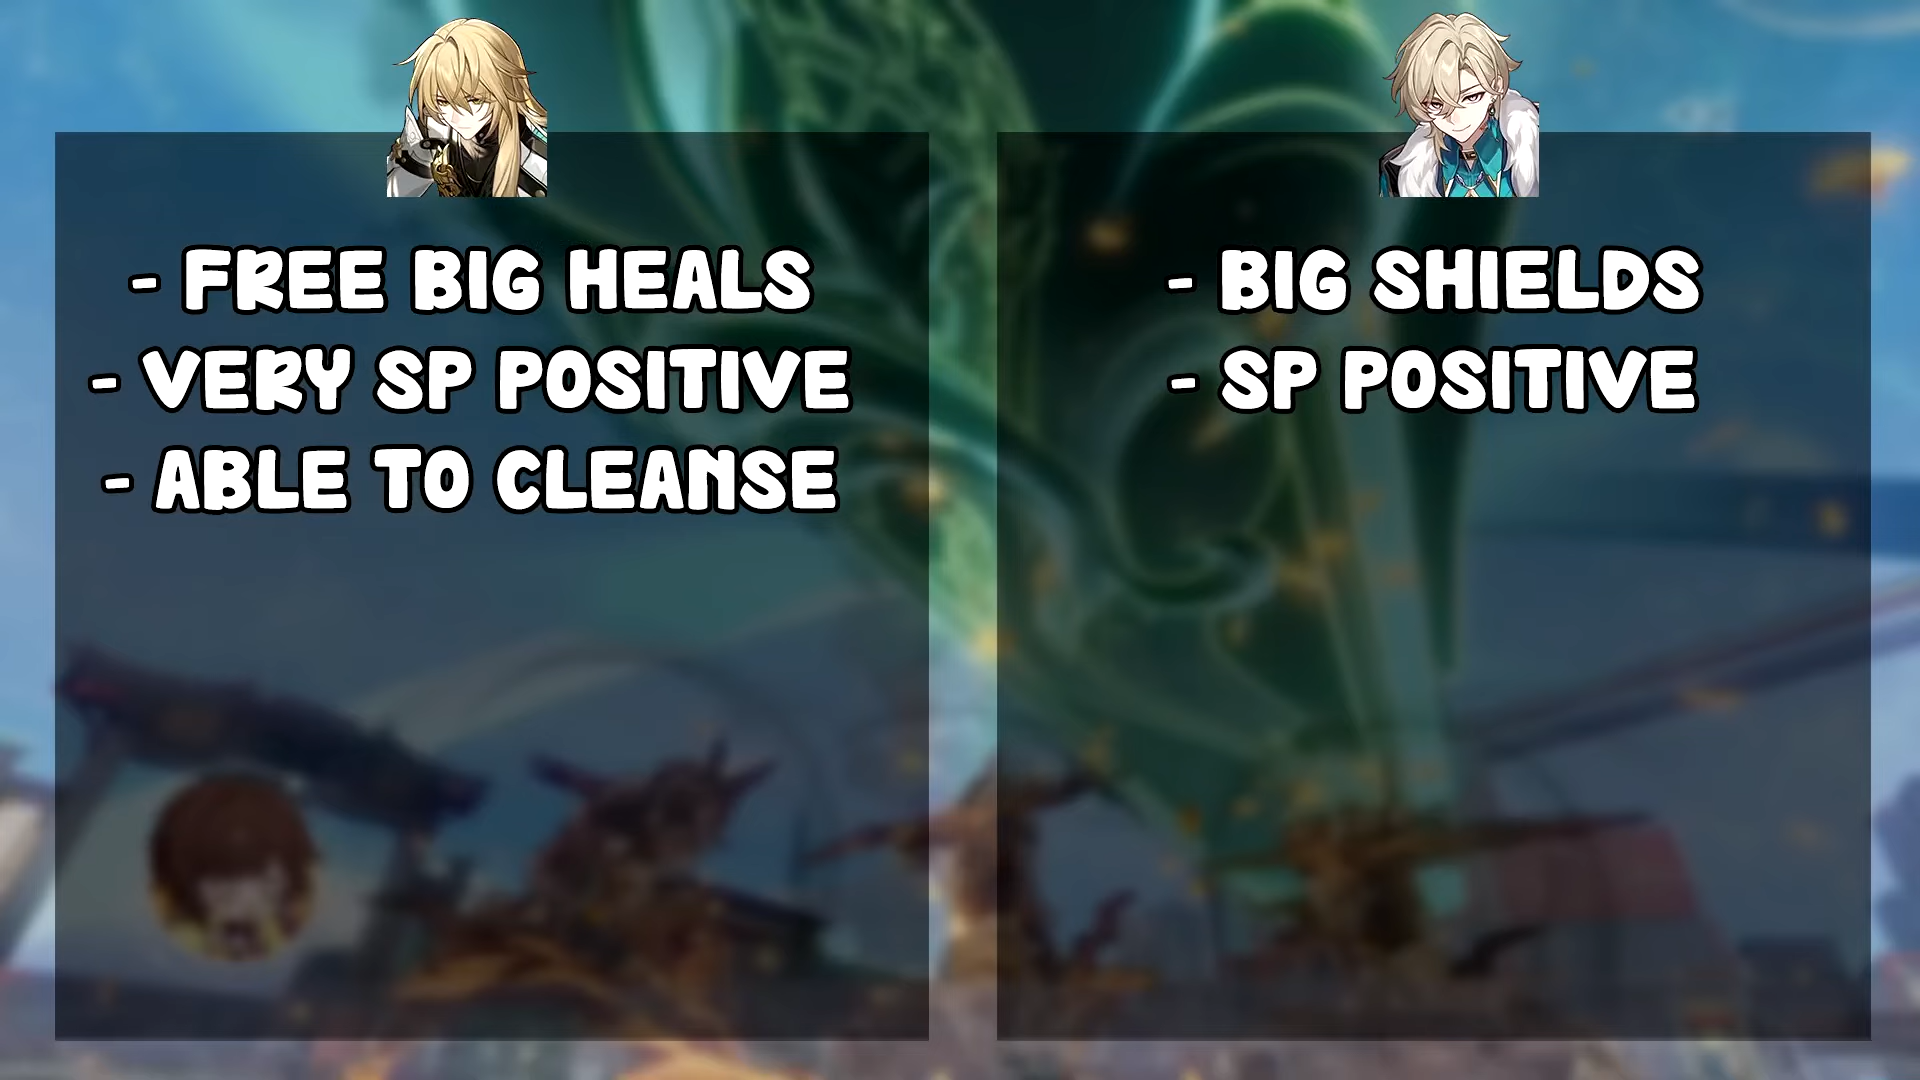 - FREE BIG HEALS
- VERY SP POSITIVE
- ABLE TO CLEANSE
- BIG SHIELDS
- SP POSITIVE